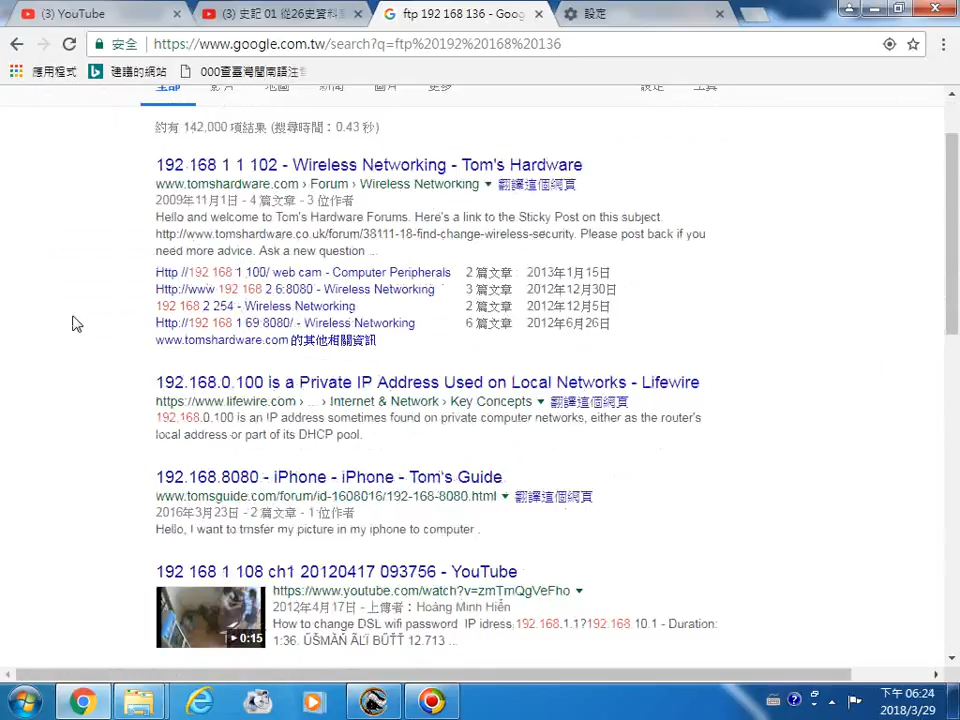 (3) YouTube
(3) 史記 01 從26史資料
ftp 192 168 136 - Goog
設定
安全
https://www.google.com.tw/search?q=ftp%20192%20168%20136
應用程式
建議的網站
000臺臺灣閩南語注音
全部 影片 地圖 新聞 圖片 更多 設定 工具
約有 142,000 項結果 (搜尋時間：0.43 秒)
192 168 1 1 102 - Wireless Networking - Tom's Hardware
www.tomshardware.com › Forum › Wireless Networking ▼ 翻譯這個網頁
2009年11月1日 - 4 篇文章 - 3 位作者
Hello and welcome to Tom's Hardware Forums. Here's a link to the Sticky Post on this subject.
http://www.tomshardware.co.uk/forum/38111-18-find-change-wireless-security. Please post back if you
need more advice. Ask a new question ...
Http //192 168 1 100/ web cam - Computer Peripherals 2 篇文章 2013年1月15日
Http://www 192 168 2 6:8080 - Wireless Networking 3 篇文章 2012年12月30日
192 168 2 254 - Wireless Networking 2 篇文章 2012年12月5日
Http://192 168 1 69 8080/ - Wireless Networking 6 篇文章 2012年6月26日
www.tomshardware.com 的其他相關資訊
192.168.0.100 is a Private IP Address Used on Local Networks - Lifewire
https://www.lifewire.com › ... › Internet & Network › Key Concepts ▼ 翻譯這個網頁
192.168.0.100 is an IP address sometimes found on private computer networks, either as the router's
local address or part of its DHCP pool.
192.168.8080 - iPhone - iPhone - Tom's Guide
www.tomsguide.com/forum/id-1608016/192-168-8080.html ▼ 翻譯這個網頁
2016年3月23日 - 2 篇文章 - 1 位作者
Hello, I want to trnsfer my picture in my iphone to computer .
192 168 1 108 ch1 20120417 093756 - YouTube
https://www.youtube.com/watch?v=zmTmQgVeFho ▼
2012年4月17日 - 上傳者：Hoàng Minh Hiển
How to change DSL wifi password IP idress:192.168.1.1?192.168.10.1 - Duration:
1:36. ŰŠMÀŇ ÃLÏ BŰŤŤ 12.713 ...
0:15
下午 06:24
2018/3/29